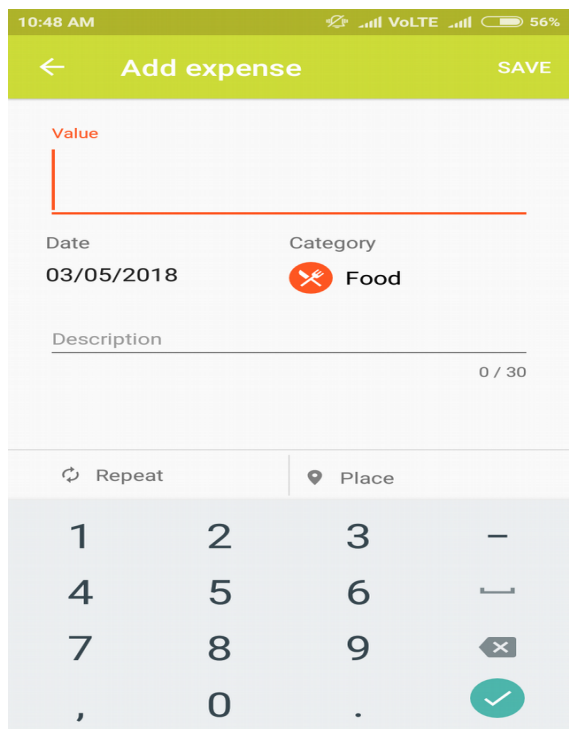 10:48 AM VoLTE 56%
Add expense SAVE
Value
Date Category
03/05/2018 Food
Description
0 / 30
Repeat Place
1 2 3 –
4 5 6
7 8 9
, 0 .